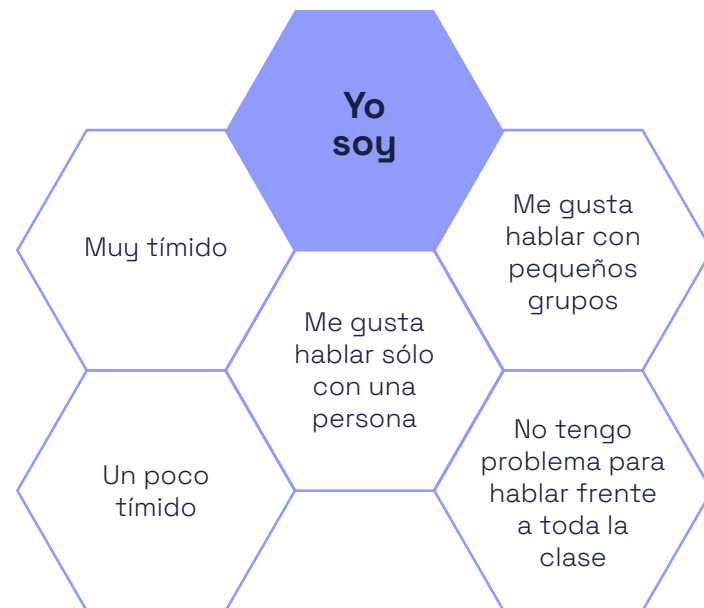 Yo
soy
Muy tímido
Me gusta
hablar con
pequeños
grupos
Me gusta
hablar sólo
con una
persona
Un poco
tímido
No tengo
problema para
hablar frente
a toda la
clase